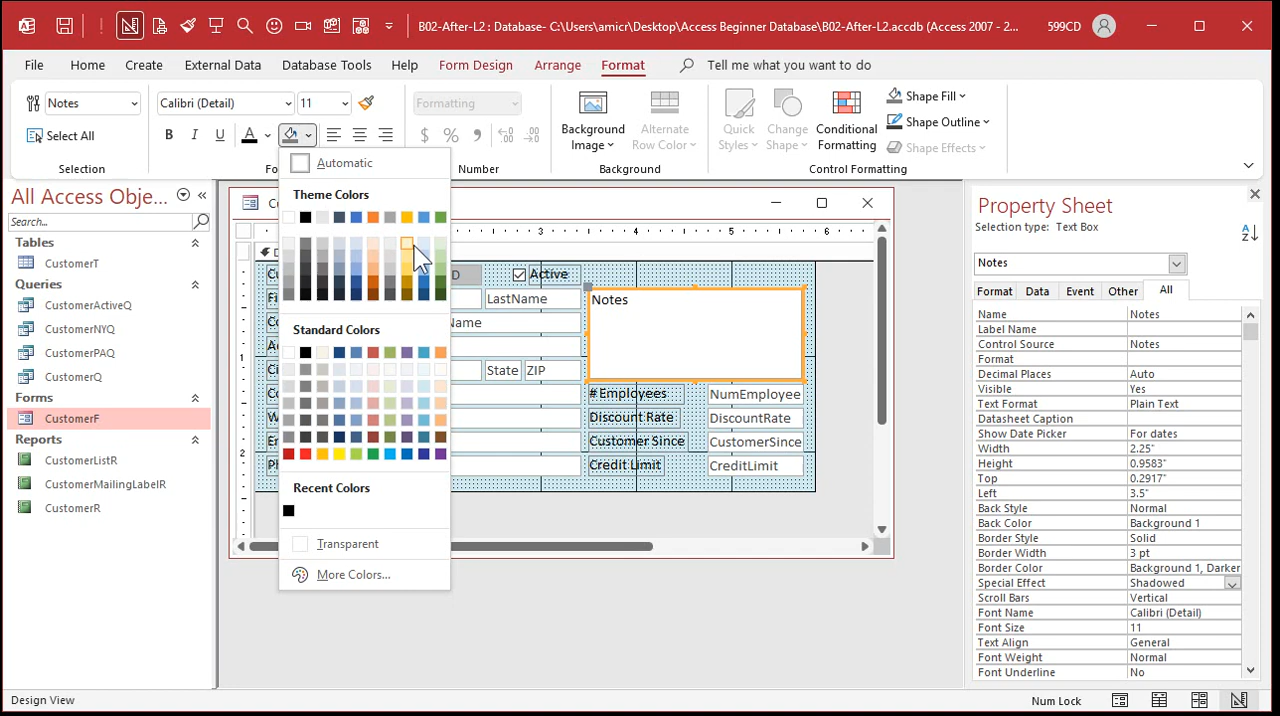 B02-After-L2 : Database- C:\Users\amicr\Desktop\Access Beginner Database\B02-After-L2.accdb (Access 2007 - 2...
599CD
File
Home
Create
External Data
Database Tools
Help
Form Design
Arrange
Format
Tell me what you want to do
Notes
Calibri (Detail)
11
Formatting
Select All
B
I
U
A
$
%
Background
Image
Alternate
Row Color
Quick
Styles
Change
Shape
Conditional
Formatting
Shape Fill
Shape Outline
Shape Effects
Selection
Fo
Number
Background
Control Formatting
All Access Obje...
Search...
Tables
CustomerT
Queries
CustomerActiveQ
CustomerNYQ
CustomerPAQ
CustomerQ
Forms
CustomerF
Reports
CustomerListR
CustomerMailingLabelR
CustomerR
Automatic
Theme Colors
Standard Colors
Recent Colors
Transparent
More Colors...
3
4
5
6
1
2
D
Active
LastName
Name
State
ZIP
Notes
# Employees
NumEmployee
Discount Rate
DiscountRate
Customer Since
CustomerSince
Credit Limit
CreditLimit
Property Sheet
Selection type: Text Box
Notes
Format
Data
Event
Other
All
Name
Notes
Label Name
Control Source
Notes
Format
Decimal Places
Auto
Visible
Yes
Text Format
Plain Text
Datasheet Caption
Show Date Picker
For dates
Width
2.25"
Height
0.9583"
Top
0.2917"
Left
3.5"
Back Style
Normal
Back Color
Background 1
Border Style
Solid
Border Width
3 pt
Border Color
Background 1, Darker
Special Effect
Shadowed
Scroll Bars
Vertical
Font Name
Calibri (Detail)
Font Size
11
Text Align
General
Font Weight
Normal
Font Underline
No
Design View
Num Lock